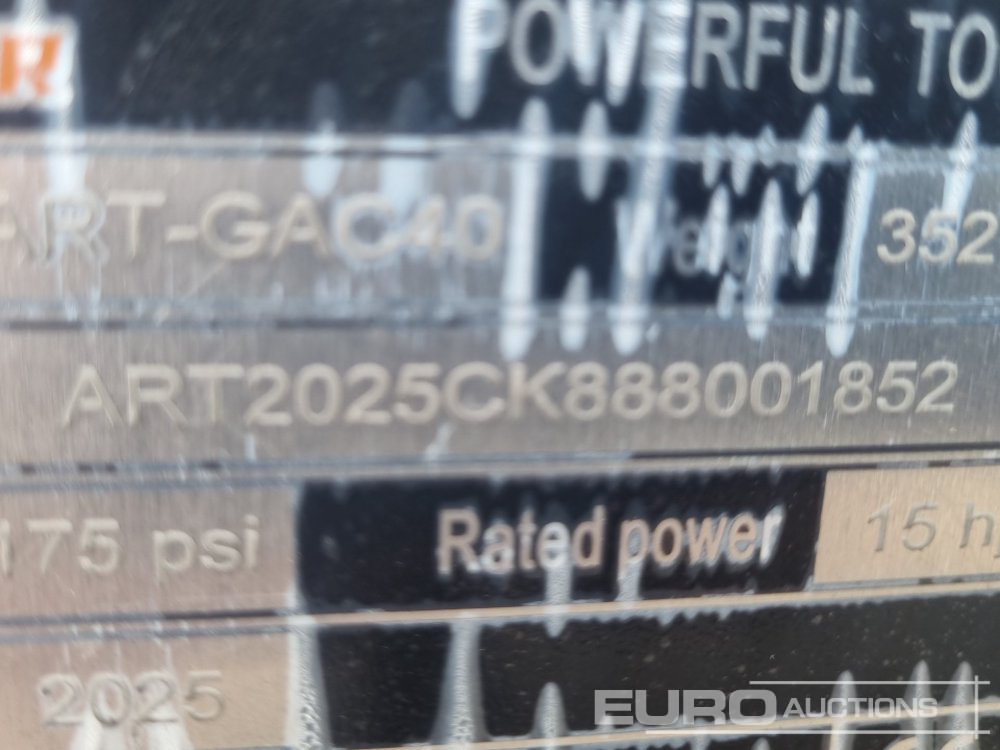 R POWERFUL TO
ART-GAC40 Weight 352
ART2025CK888001852
175 psi Rated power 15 h
2025
EURO AUCTIONS